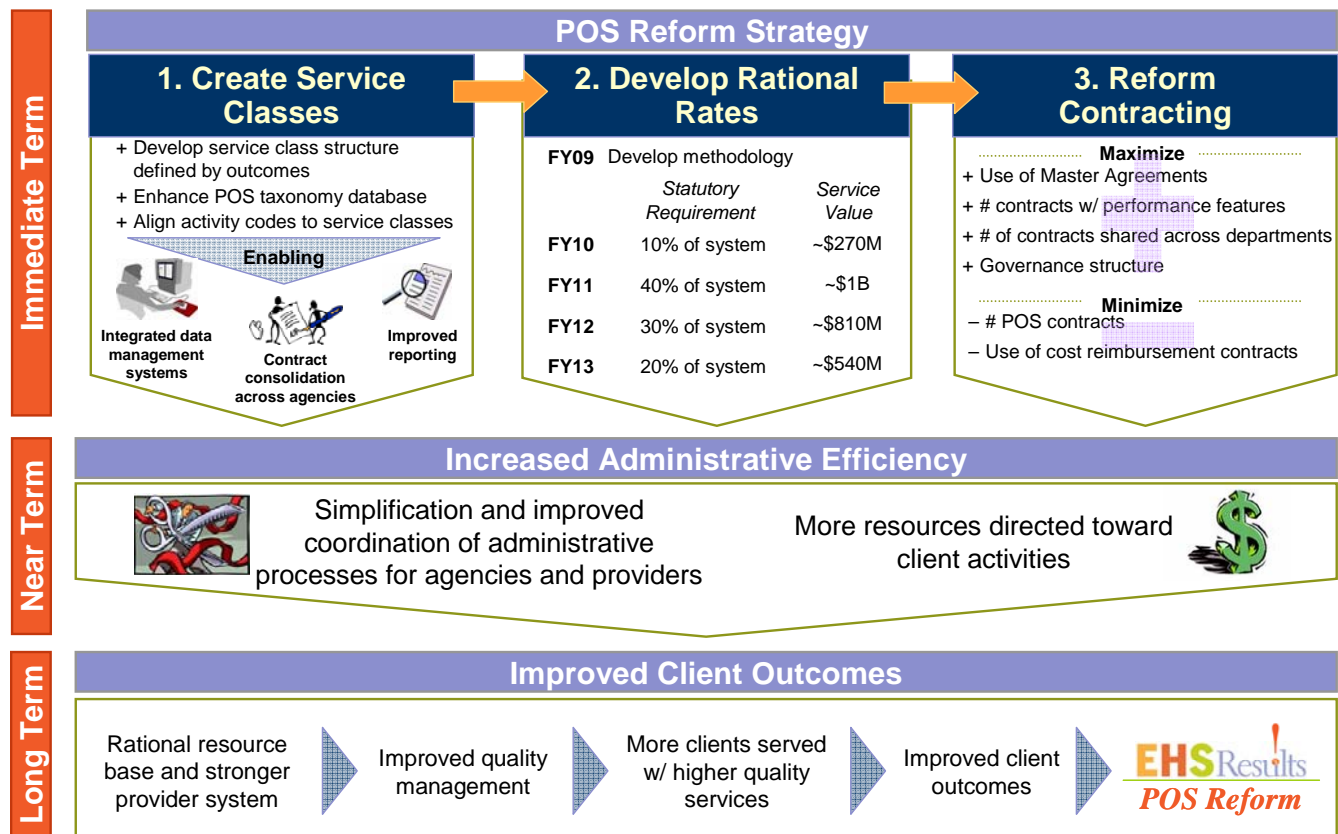 Immediate Term
POS Reform Strategy
1. Create Service
Classes
+ Develop service class structure
defined by outcomes
+ Enhance POS taxonomy database
+ Align activity codes to service classes
Enabling
Integrated data
management
systems
Contract
consolidation
across agencies
Improved
reporting
2. Develop Rational
Rates
FY09 Develop methodology
Statutory
Requirement
Service
Value
FY10 10% of system ~$270M
FY11 40% of system ~$1B
FY12 30% of system ~$810M
FY13 20% of system ~$540M
3. Reform
Contracting
Maximize
+ Use of Master Agreements
+ # contracts w/ performance features
+ # of contracts shared across departments
+ Governance structure
Minimize
– # POS contracts
– Use of cost reimbursement contracts
Near Term
Increased Administrative Efficiency
Simplification and improved
coordination of administrative
processes for agencies and providers
More resources directed toward
client activities
Long Term
Improved Client Outcomes
Rational resource
base and stronger
provider system
Improved quality
management
More clients served
w/ higher quality
services
Improved client
outcomes
EHS Results!
POS Reform